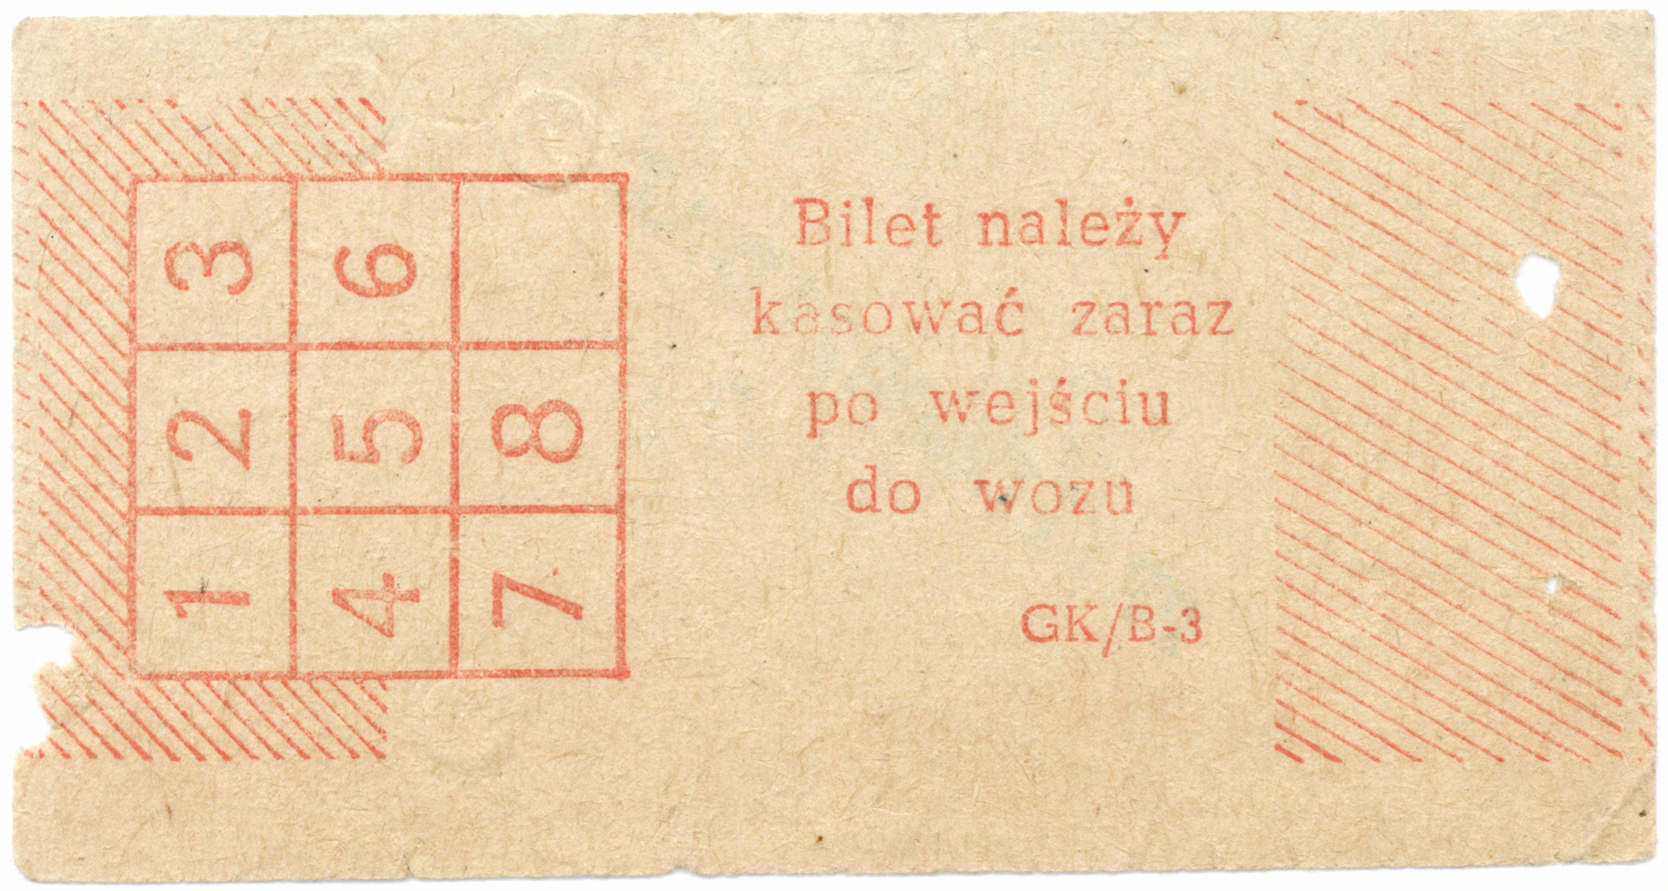 3 6
2 5 8
1 4 7
Bilet należy
kasować zaraz
po wejściu
do wozu
GK/B-3